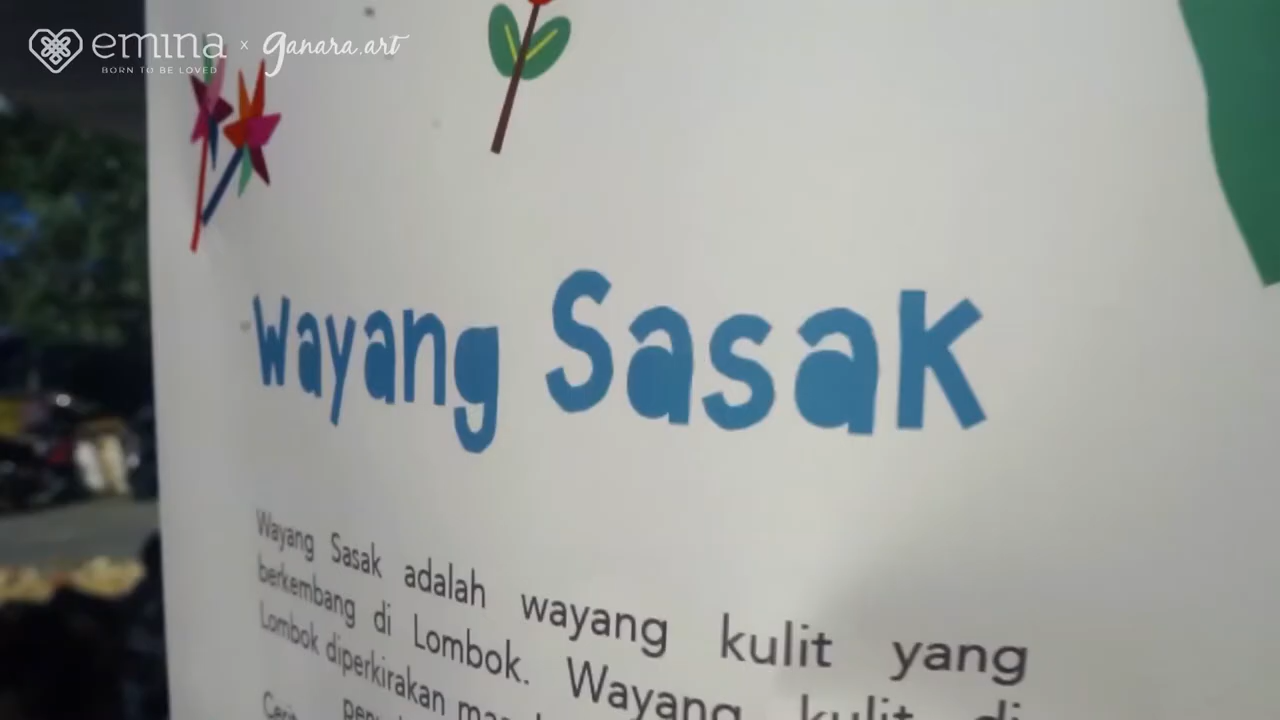 emina x ganara.art
BORN TO BE LOVED
Wayang Sasak
Wayang Sasak adalah wayang kulit yang
berkembang di Lombok. Wayang kulit di
Lombok diperkirakan